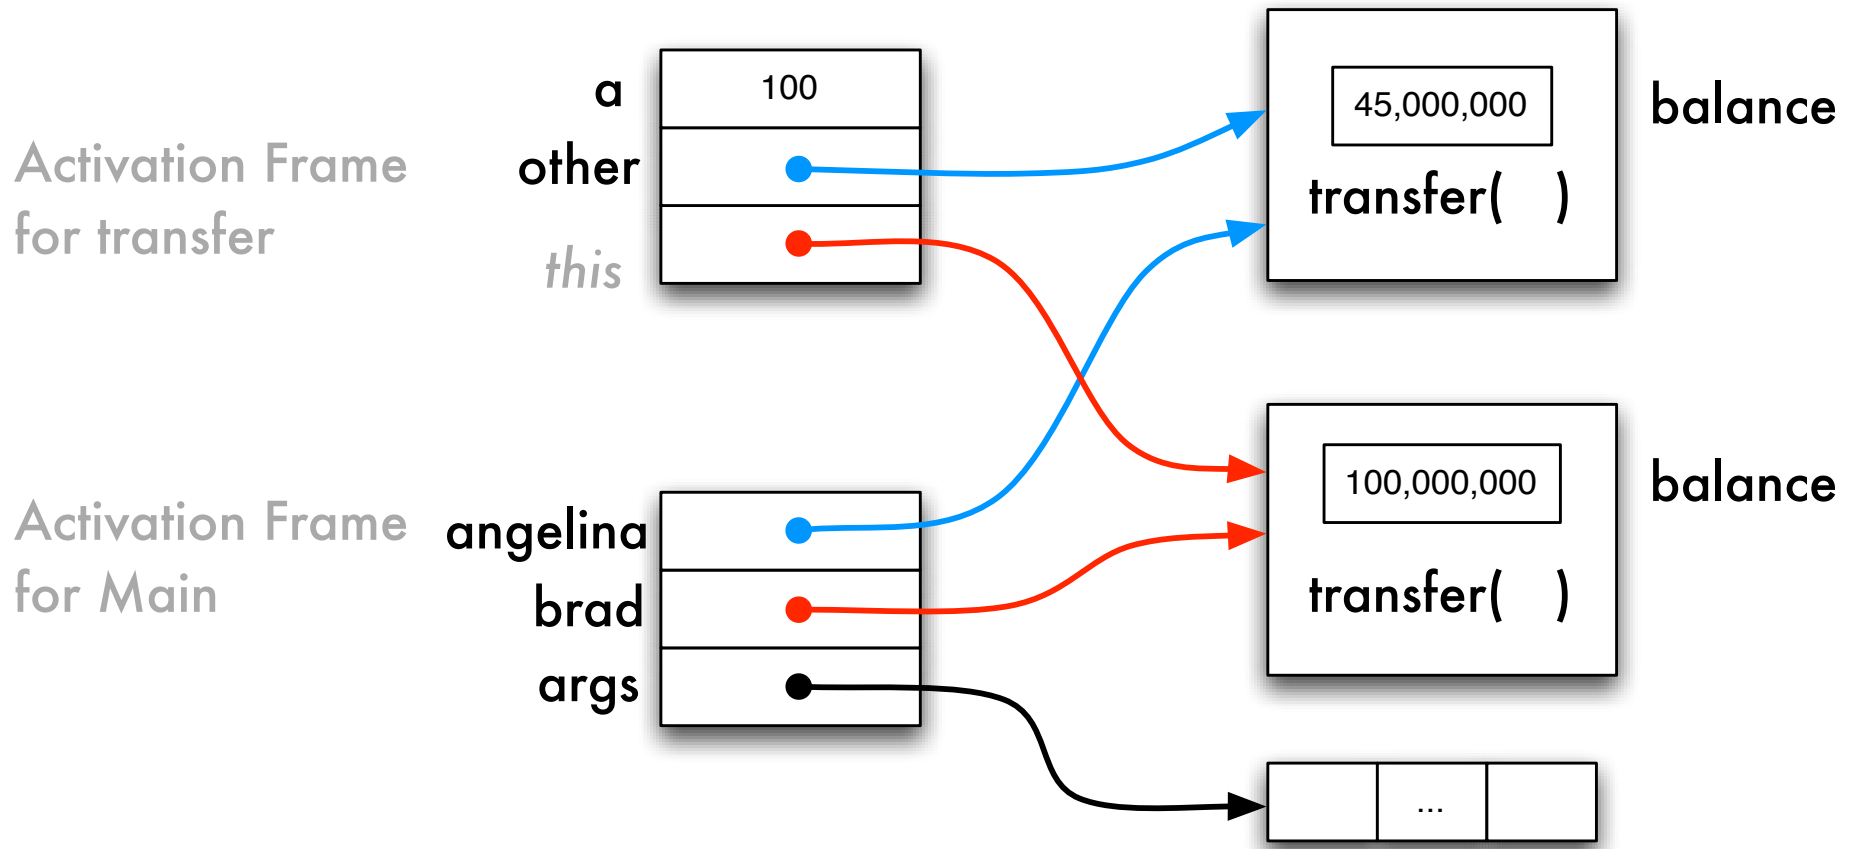 Activation Frame
for transfer
a
100
other
this
45,000,000
balance
transfer( )
Activation Frame
for Main
angelina
brad
args
100,000,000
balance
transfer( )
...